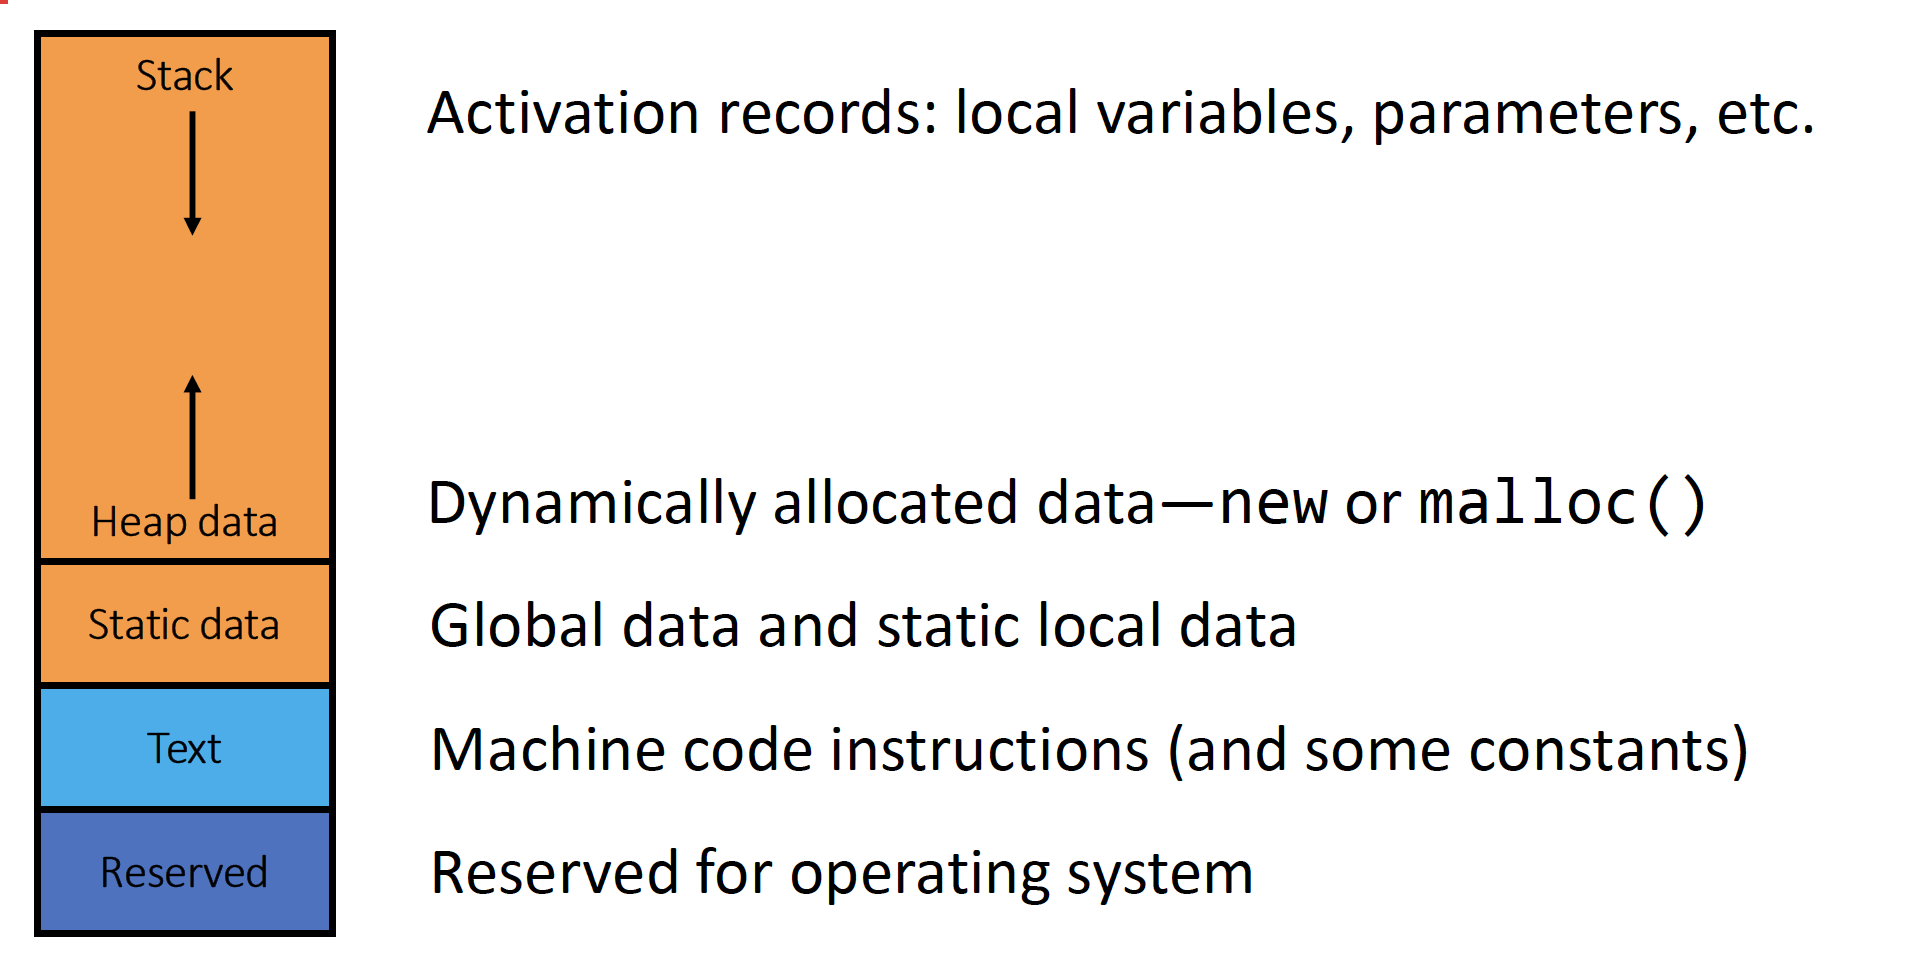 Stack
Activation records: local variables, parameters, etc.
Dynamically allocated data—new or malloc()
Heap data
Static data
Global data and static local data
Text
Machine code instructions (and some constants)
Reserved
Reserved for operating system